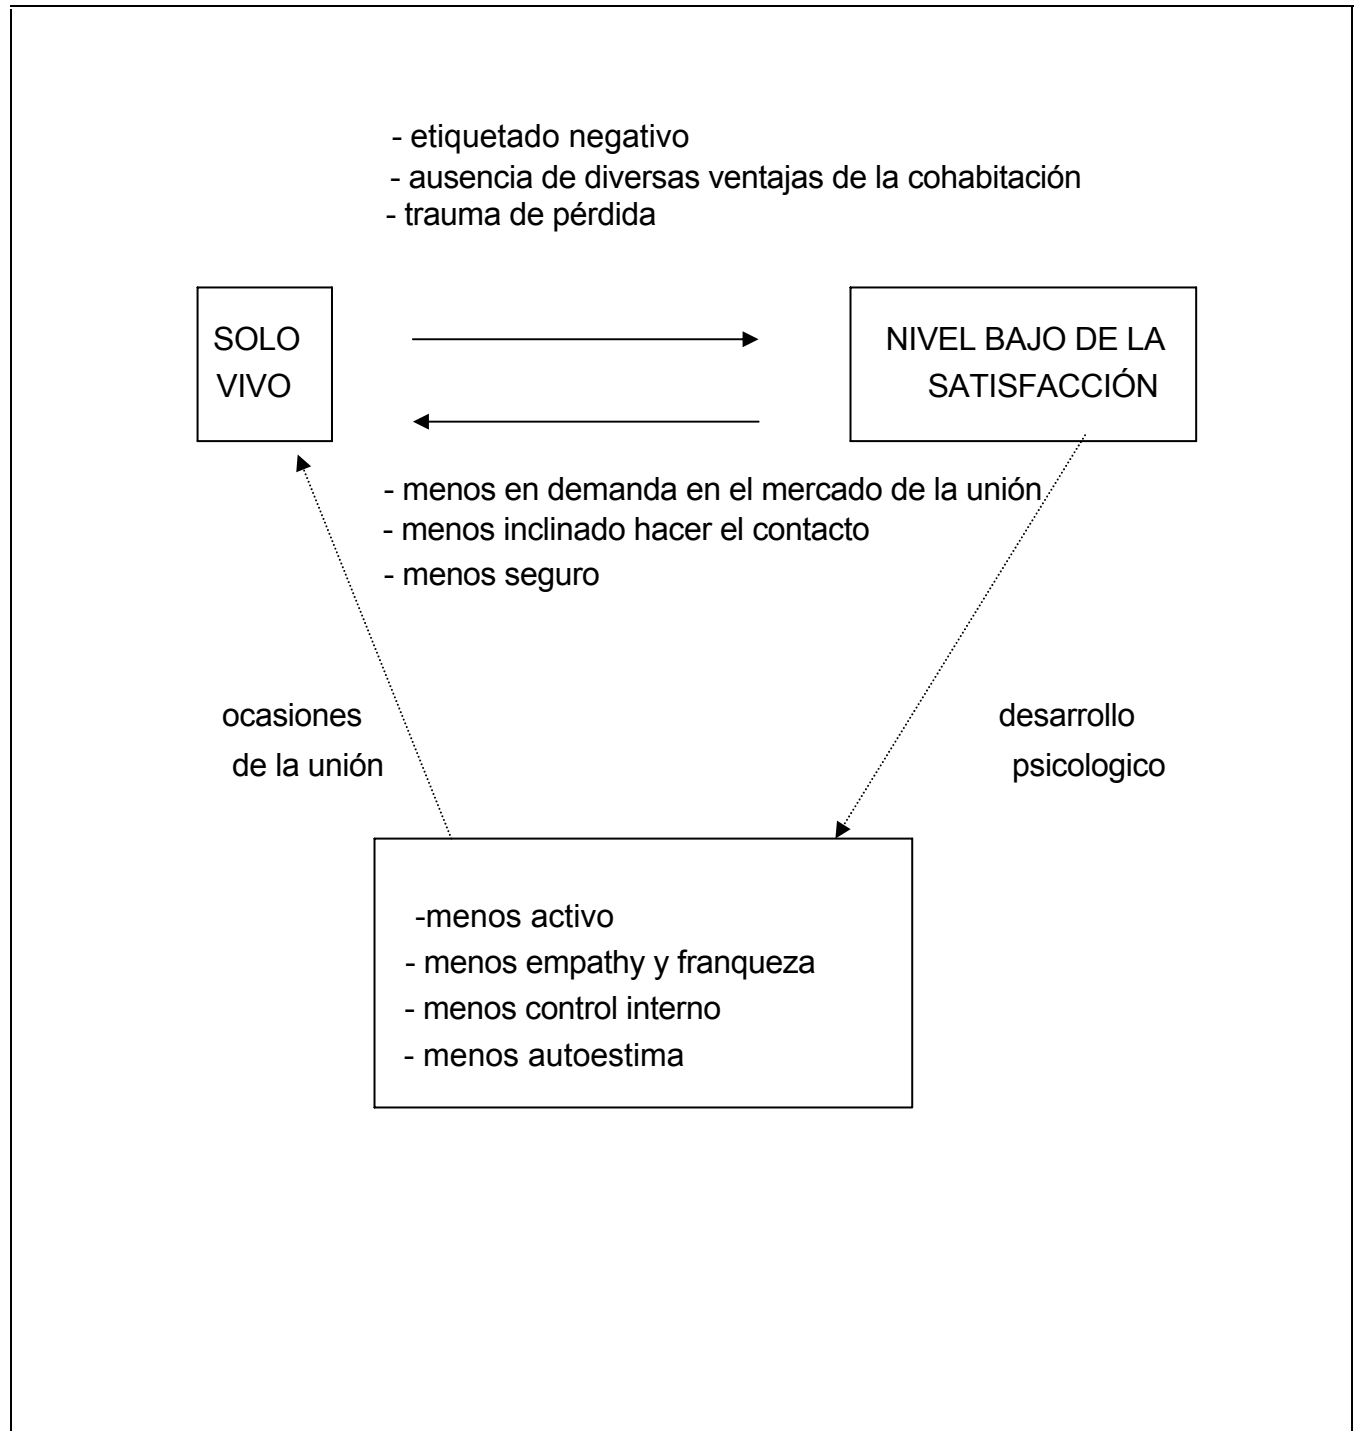 - etiquetado negativo
- ausencia de diversas ventajas de la cohabitación
- trauma de pérdida
SOLO
VIVO
NIVEL BAJO DE LA
SATISFACCIÓN
- menos en demanda en el mercado de la unión
- menos inclinado hacer el contacto
- menos seguro
ocasiones
de la unión
desarrollo
psicologico
-menos activo
- menos empathy y franqueza
- menos control interno
- menos autoestima